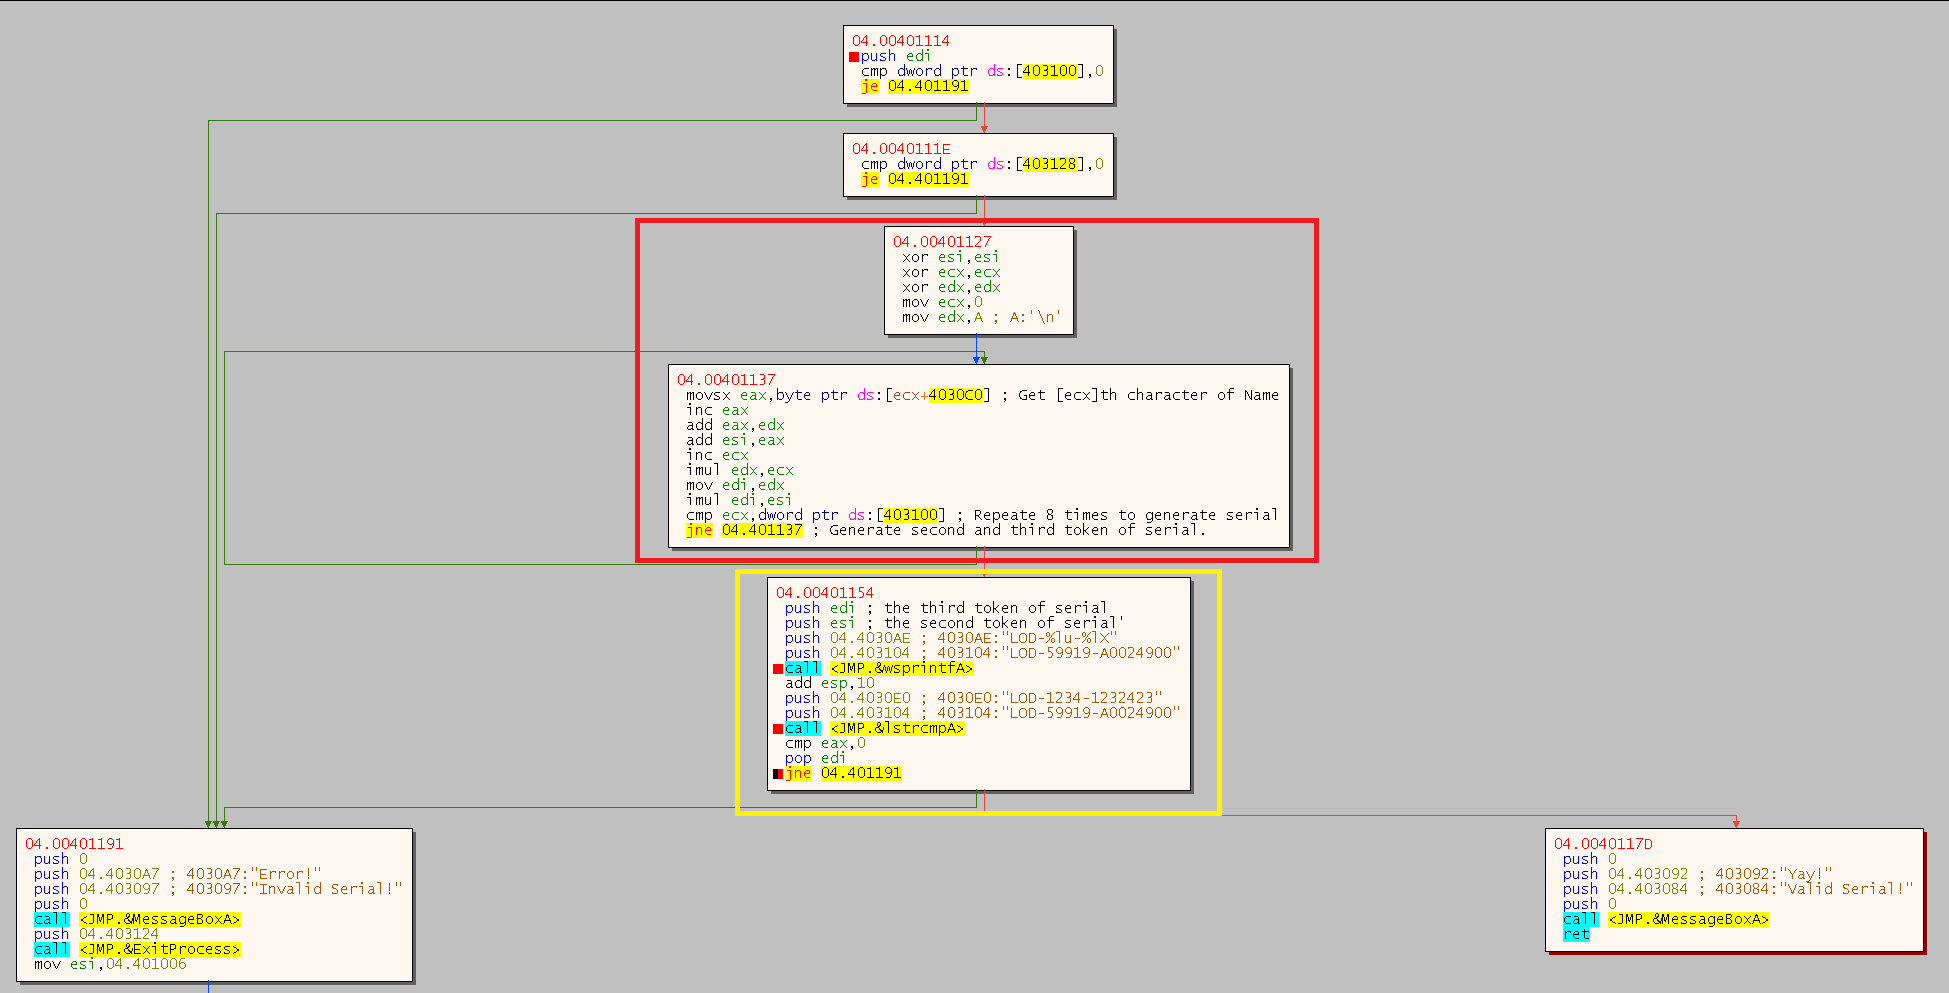 04.00401114
push edi
cmp dword ptr ds:[403100],0
je 04.401191
04.0040111E
cmp dword ptr ds:[403128],0
je 04.401191
04.00401127
xor esi,esi
xor ecx,ecx
xor edx,edx
mov ecx,0
mov edx,A ; A:'\n'
04.00401137
movsx eax,byte ptr ds:[ecx+4030C0] ; Get [ecx]th character of Name
inc eax
add eax,edx
add esi,eax
inc ecx
imul edx,ecx
mov edi,edx
imul edi,esi
cmp ecx,dword ptr ds:[403100] ; Repeate 8 times to generate serial
jne 04.401137 ; Generate second and third token of serial.
04.00401154
push edi ; the third token of serial
push esi ; the second token of serial'
push 04.4030AE ; 4030AE:"LOD-%lu-%lX"
push 04.403104 ; 403104:"LOD-59919-A0024900"
call <JMP.&wsprintfA>
add esp,10
push 04.4030E0 ; 4030E0:"LOD-1234-1232423"
push 04.403104 ; 403104:"LOD-59919-A0024900"
call <JMP.&lstrcmpA>
cmp eax,0
pop edi
jne 04.401191
04.00401191
push 0
push 04.4030A7 ; 4030A7:"Error!"
push 04.403097 ; 403097:"Invalid Serial!"
push 0
call <JMP.&MessageBoxA>
push 04.403124
call <JMP.&ExitProcess>
mov esi,04.401006
04.0040117D
push 0
push 04.403092 ; 403092:"Yay!"
push 04.403084 ; 403084:"Valid Serial!"
push 0
call <JMP.&MessageBoxA>
ret